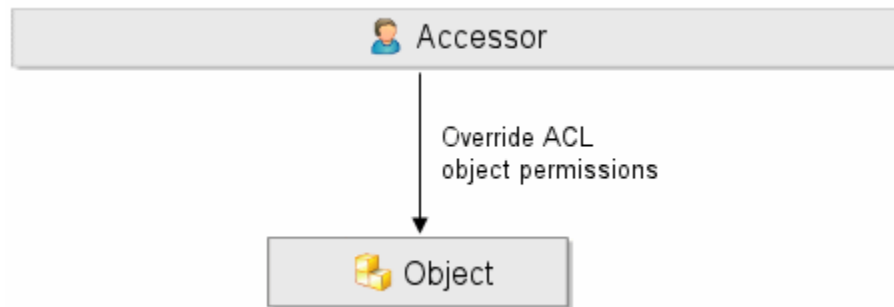 Accessor
Override ACL
object permissions
Object